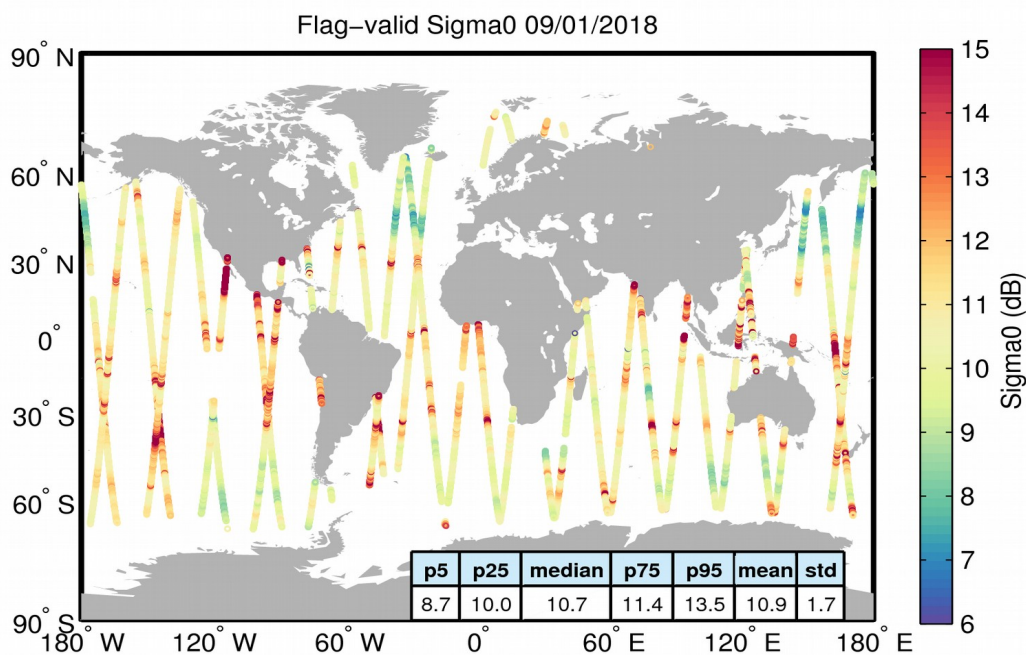 Flag-valid Sigma0 09/01/2018
90° N
60° N
30° N
0°
30° S
60° S
90° S
180° W
120° W
60° W
0°
60° E
120° E
180° E
p5 p25 median p75 p95 mean std
8.7 10.0 10.7 11.4 13.5 10.9 1.7
15
14
13
12
11
10
9
8
7
6
Sigma0 (dB)